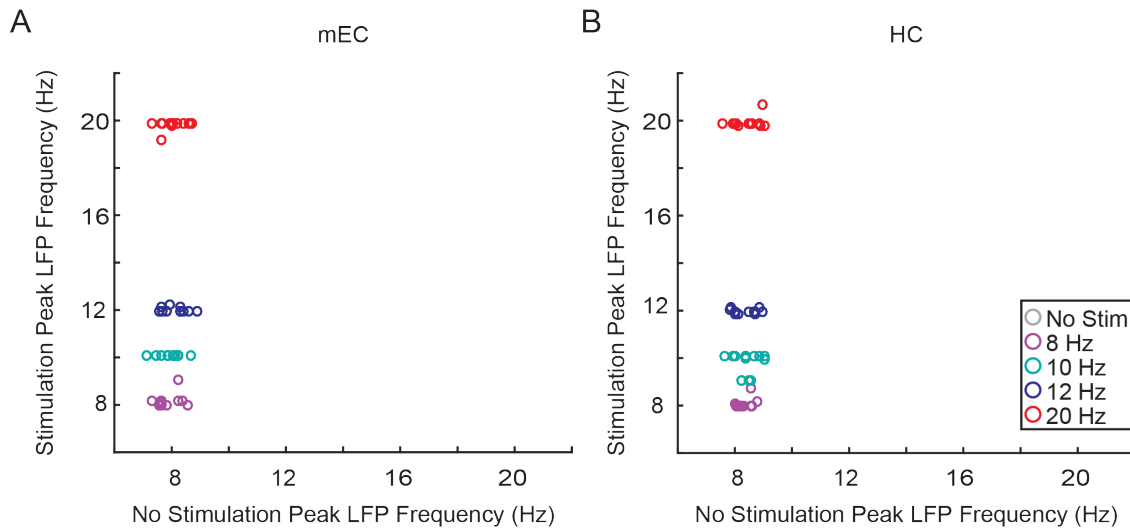 A
mEC
Stimulation Peak LFP Frequency (Hz)
20
16
12
8
8
12
16
20
No Stimulation Peak LFP Frequency (Hz)
B
HC
Stimulation Peak LFP Frequency (Hz)
20
16
12
8
8
12
16
20
No Stimulation Peak LFP Frequency (Hz)
No Stim
8 Hz
10 Hz
12 Hz
20 Hz